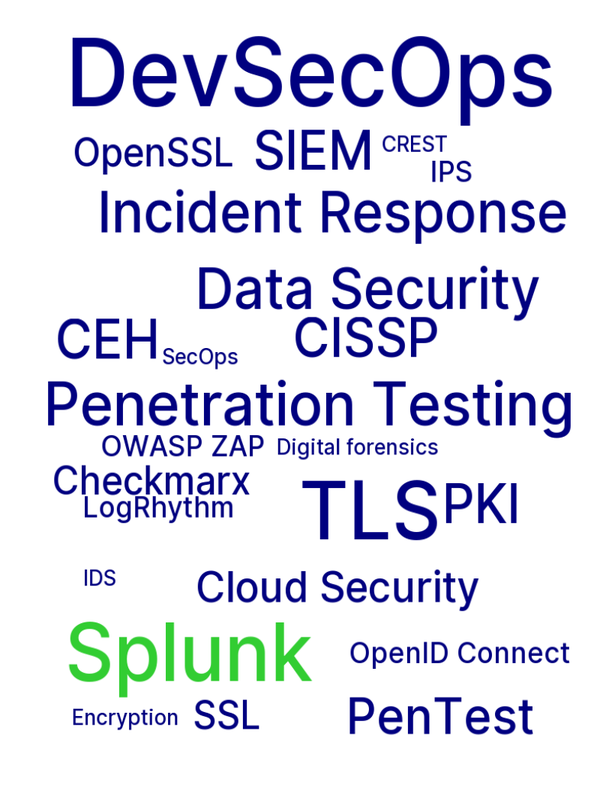 DevSecOps
OpenSSL SIEM CREST
IPS
Incident Response
Data Security
CEH SecOps CISSP
Penetration Testing
OWASP ZAP Digital forensics
Checkmarx
LogRhythm TLS PKI
IDS Cloud Security
Splunk OpenID Connect
Encryption SSL PenTest